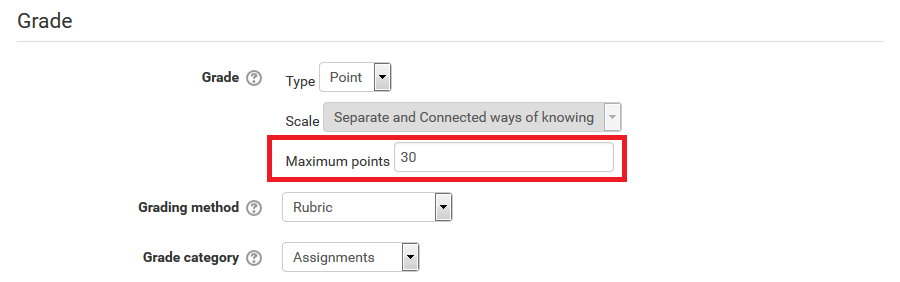 Grade
Grade Type Point
Scale Separate and Connected ways of knowing
Maximum points 30
Grading method Rubric
Grade category Assignments